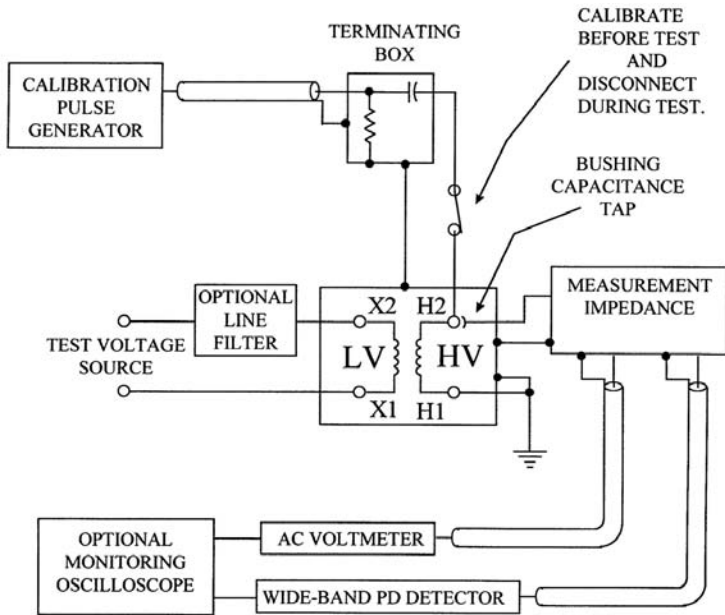 CALIBRATE
BEFORE TEST
AND
DISCONNECT
DURING TEST.
TERMINATING
BOX
CALIBRATION
PULSE
GENERATOR
BUSHING
CAPACITANCE
TAP
MEASUREMENT
IMPEDANCE
OPTIONAL
LINE
FILTER
X2
H2
TEST VOLTAGE
SOURCE
LV
HV
X1
H1
OPTIONAL
MONITORING
OSCILLOSCOPE
AC VOLTMETER
WIDE-BAND PD DETECTOR